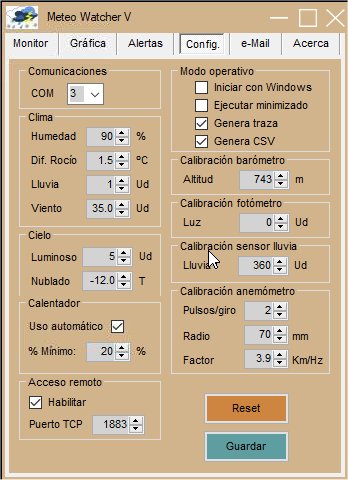 Meteo Watcher V
Monitor Gráfica Alertas Config. e-Mail Acerca
Comunicaciones
COM 3
Clima
Humedad 90 %
Dif. Rocío 1.5 ºC
Lluvia 1 Ud
Viento 35.0 Ud
Cielo
Luminoso 5 Ud
Nublado -12.0 T
Calentador
Uso automático
% Mínimo: 20 %
Acceso remoto
Habilitar
Puerto TCP 1883
Modo operativo
Iniciar con Windows
Ejecutar minimizado
Genera traza
Genera CSV
Calibración barómetro
Altitud 743 m
Calibración fotómetro
Luz 0 Ud
Calibración sensor lluvia
Lluvia 360 Ud
Calibración anemómetro
Pulsos/giro 2
Radio 70 mm
Factor 3.9 Km/Hz
Reset
Guardar